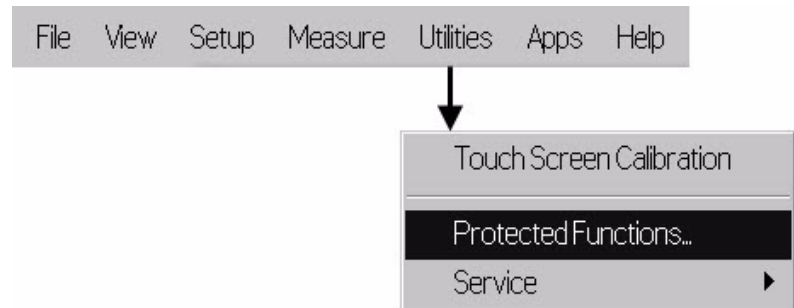 File View Setup Measure Utilities Apps Help
Touch Screen Calibration
Protected Functions...
Service